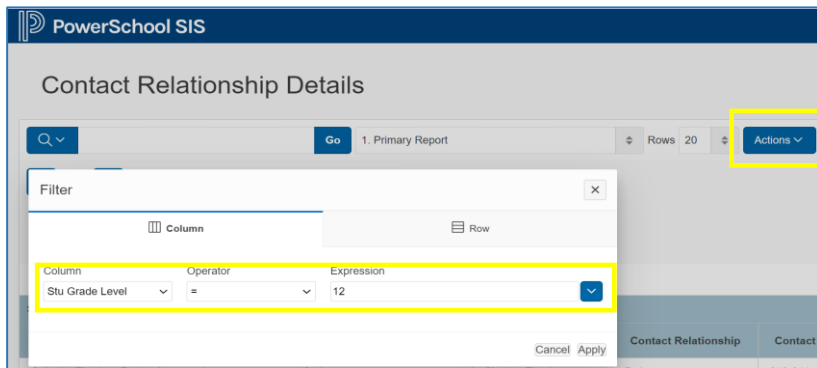 PowerSchool SIS
Contact Relationship Details
Go 1. Primary Report Rows 20 Actions
Filter
Column Row
Column Operator Expression
Stu Grade Level = 12
Cancel Apply
Contact Relationship Contact